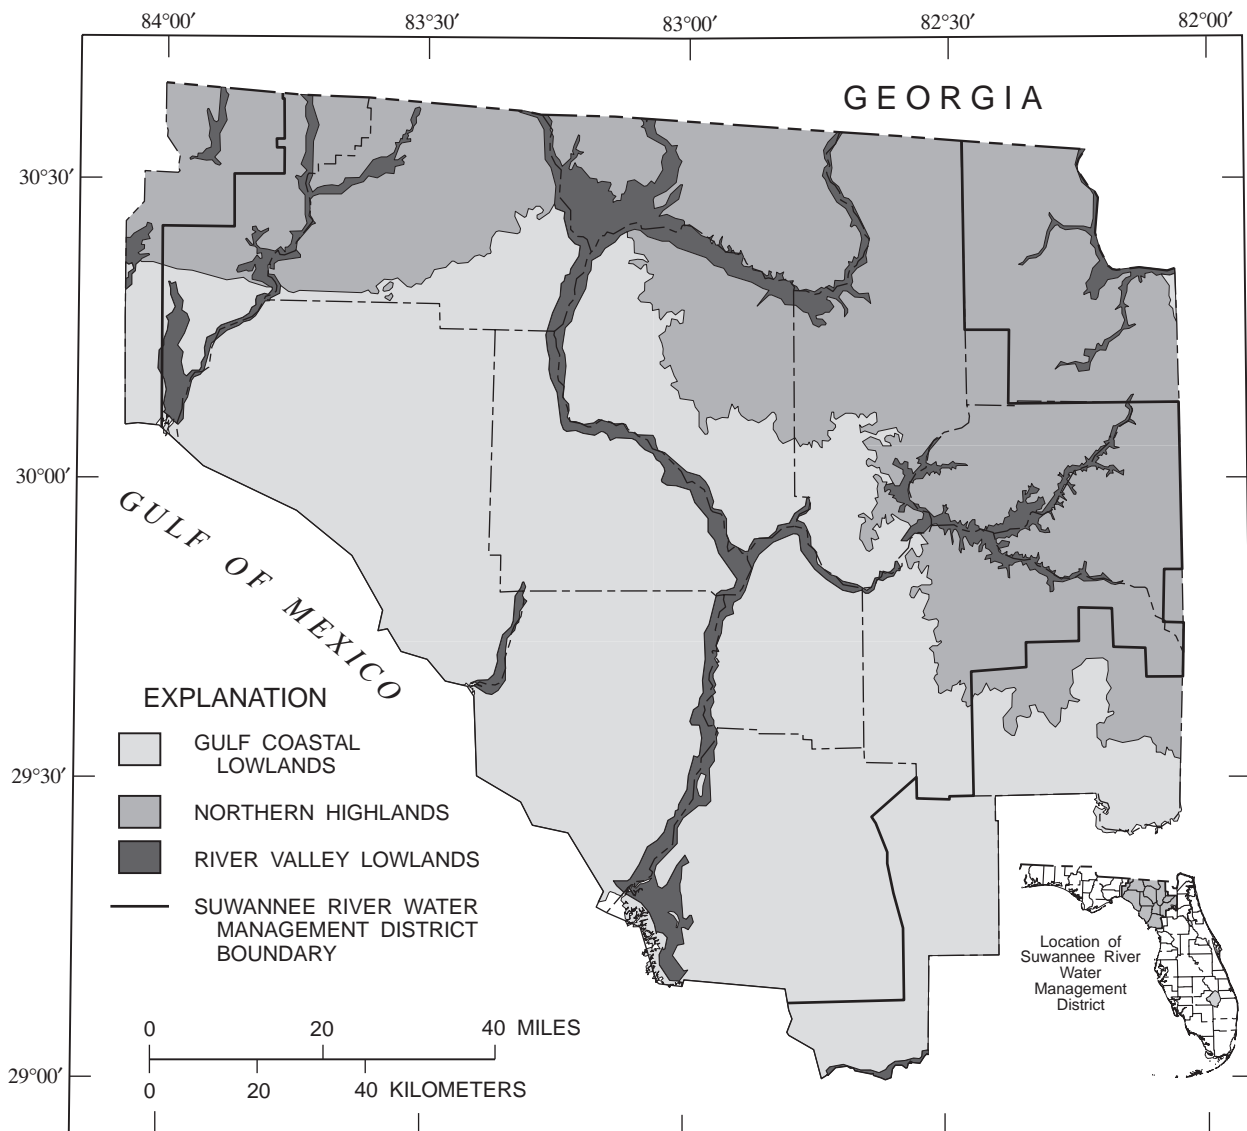 84°00′ 83°30′ 83°00′ 82°30′ 82°00′
GEORGIA
30°30′
30°00′
GULF OF MEXICO
EXPLANATION
GULF COASTAL
LOWLANDS
29°30′
NORTHERN HIGHLANDS
RIVER VALLEY LOWLANDS
SUWANNEE RIVER WATER
MANAGEMENT DISTRICT
BOUNDARY
Location of
Suwannee River
Water
Management
District
0 20 40 MILES
0 20 40 KILOMETERS
29°00′